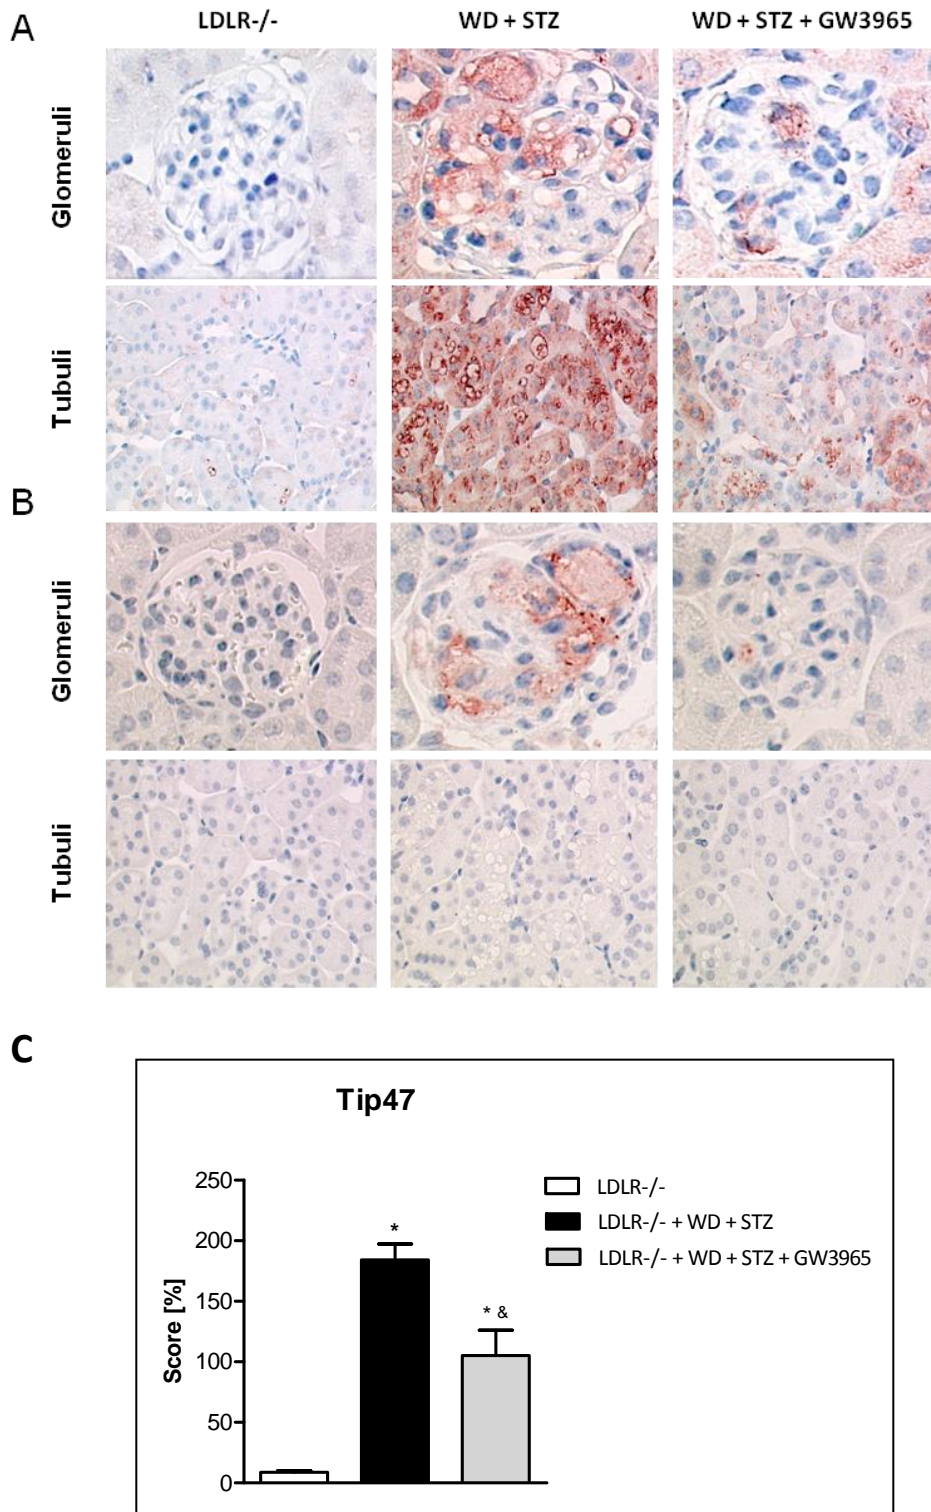 A
LDLR-/- WD + STZ WD + STZ + GW3965
Glomeruli
Tubuli
B
Glomeruli
Tubuli
C
Tip47
250
200
150
100
50
0
Score [%]
*
* &
LDLR-/-
LDLR-/- + WD + STZ
LDLR-/- + WD + STZ + GW3965